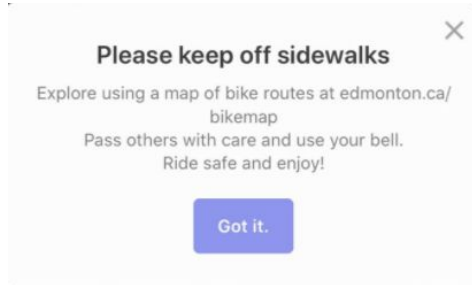 Please keep off sidewalks
Explore using a map of bike routes at edmonton.ca/
bikemap
Pass others with care and use your bell.
Ride safe and enjoy!
Got it.